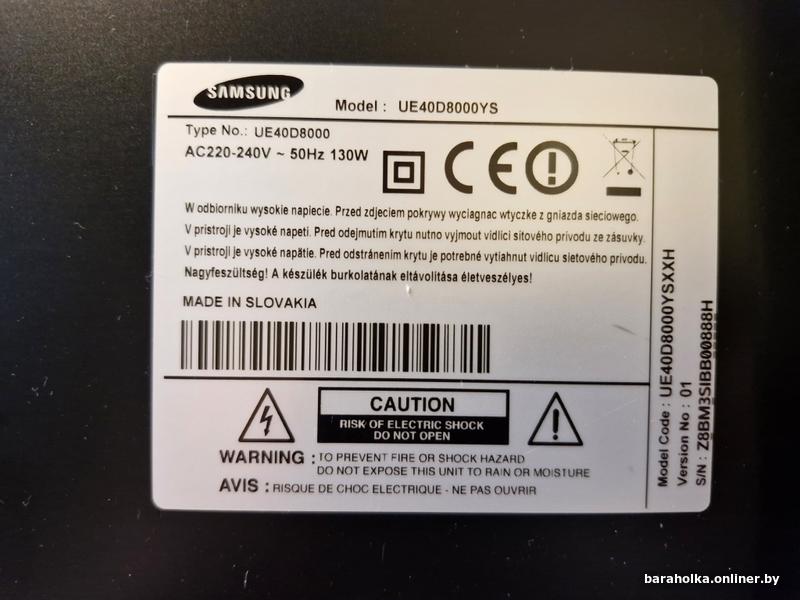 SAMSUNG
Model : UE40D8000YS
Type No.: UE40D8000
AC220-240V ~ 50Hz 130W
W odbiorniku wysokie napiecie. Przed zdjeciem pokrywy wyciagnac wtyczke z gniazda sieciowego.
V pristroji je vysoké napeti. Pred odejmutím krytu nutno vyjmout vidlici sítového prívodu ze zásuvky.
V prístroji je vysoké napätie. Pred odstránením krytu je potrebné vytiahnut vidlicu sietového prívodu.
Nagyfeszültség! A készülék burkolatának eltávolítása életveszélyes!
MADE IN SLOVAKIA
CAUTION
RISK OF ELECTRIC SHOCK
DO NOT OPEN
WARNING : TO PREVENT FIRE OR SHOCK HAZARD
DO NOT EXPOSE THIS UNIT TO RAIN OR MOISTURE
AVIS : RISQUE DE CHOC ELECTRIQUE - NE PAS OUVRIR
Model Code : UE40D8000YSXXH
Version No : 01
S/N : Z8BM3SIBB00888H
baraholka.onliner.by